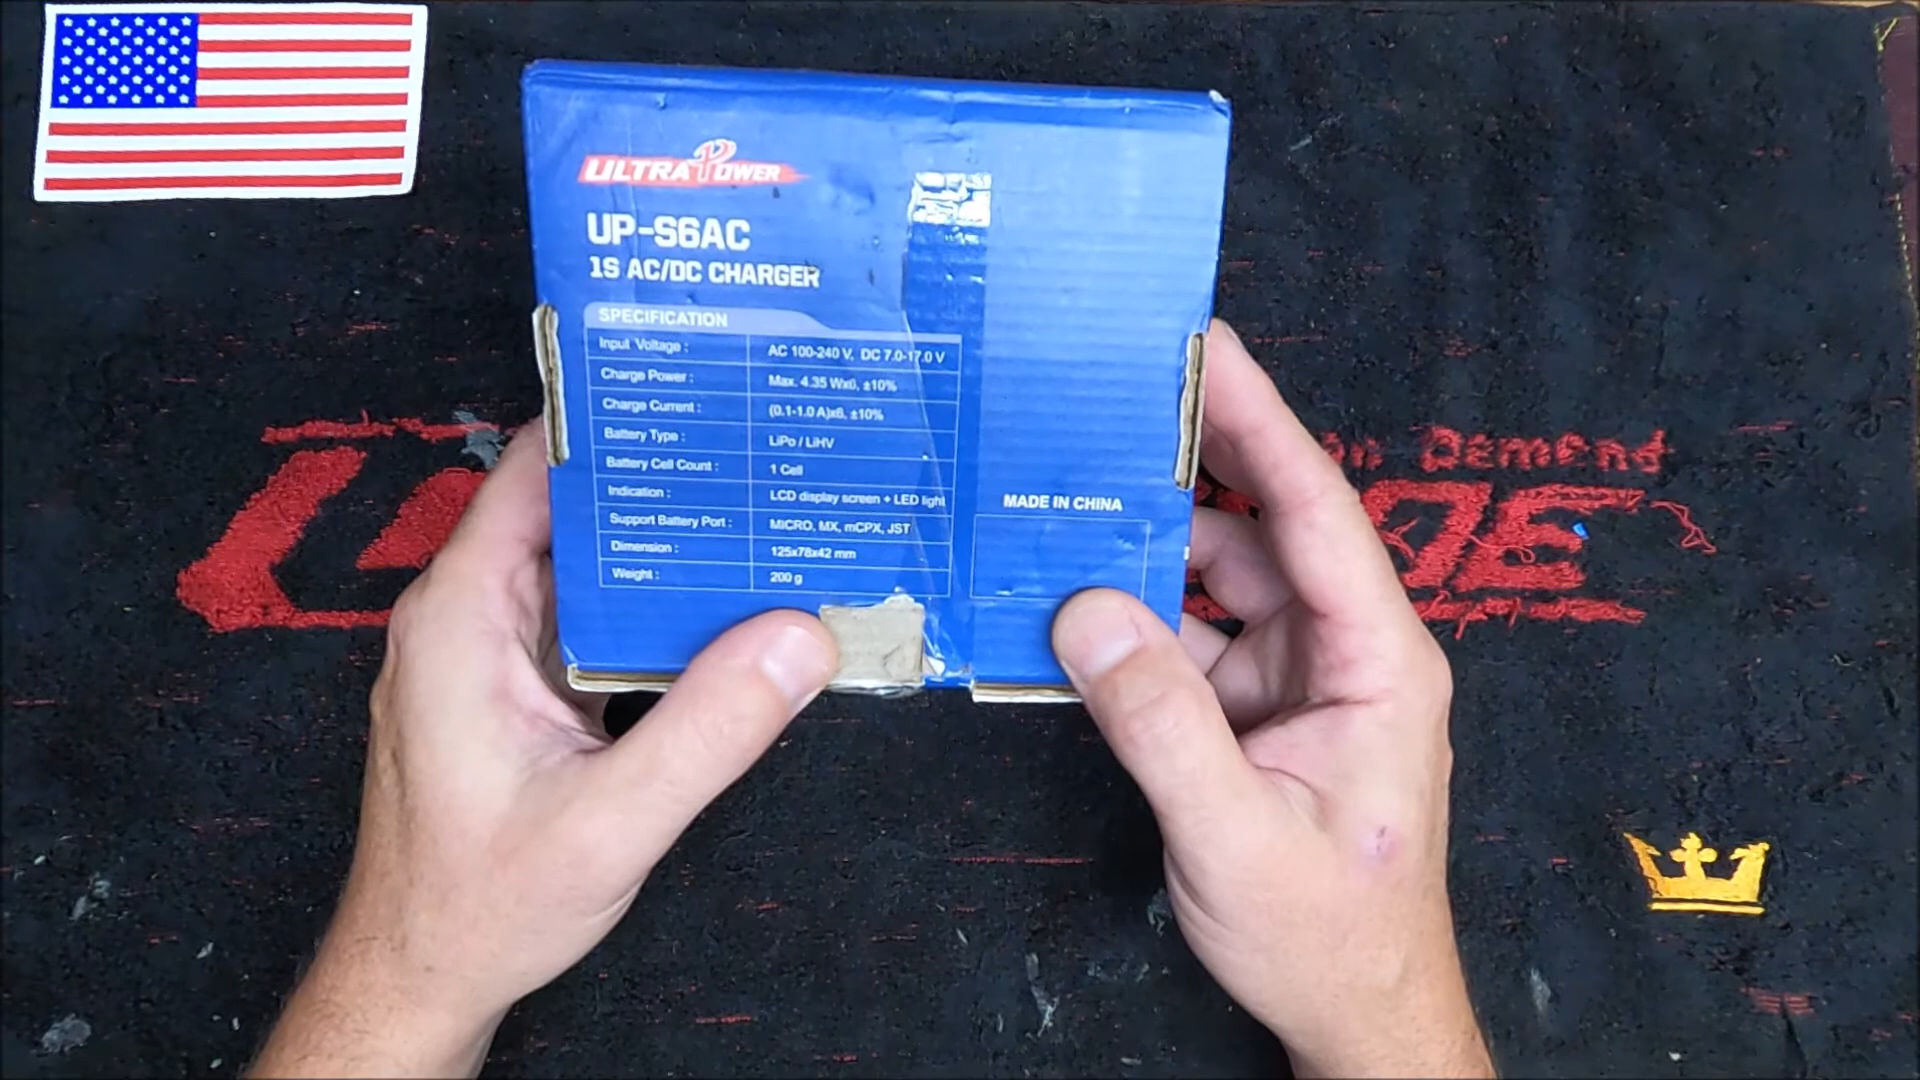 ULTRA POWER
UP-S6AC
1S AC/DC CHARGER
SPECIFICATION
Input Voltage : AC 100-240 V, DC 7.0-17.0 V
Charge Power : Max. 4.35 Wx6, ±10%
Charge Current : (0.1-1.0 A)x6, ±10%
Battery Type : LiPo / LiHV
Battery Cell Count : 1 Cell
Indication : LCD display screen + LED light
Support Battery Port : MICRO, MX, mCPX, JST
Dimension : 125x78x42 mm
Weight : 200 g
MADE IN CHINA
on Demend